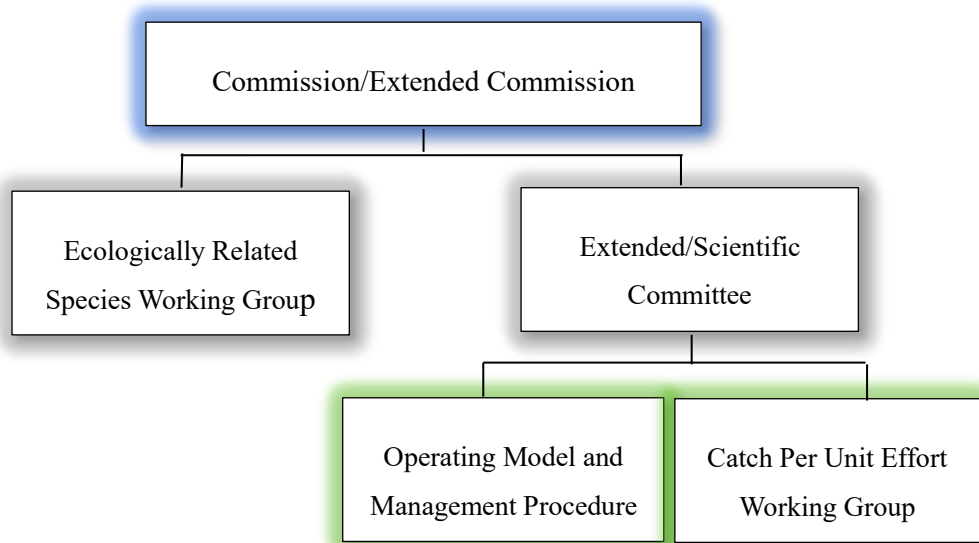 Commission/Extended Commission
Ecologically Related
Species Working Group
Extended/Scientific
Committee
Operating Model and
Management Procedure
Catch Per Unit Effort
Working Group